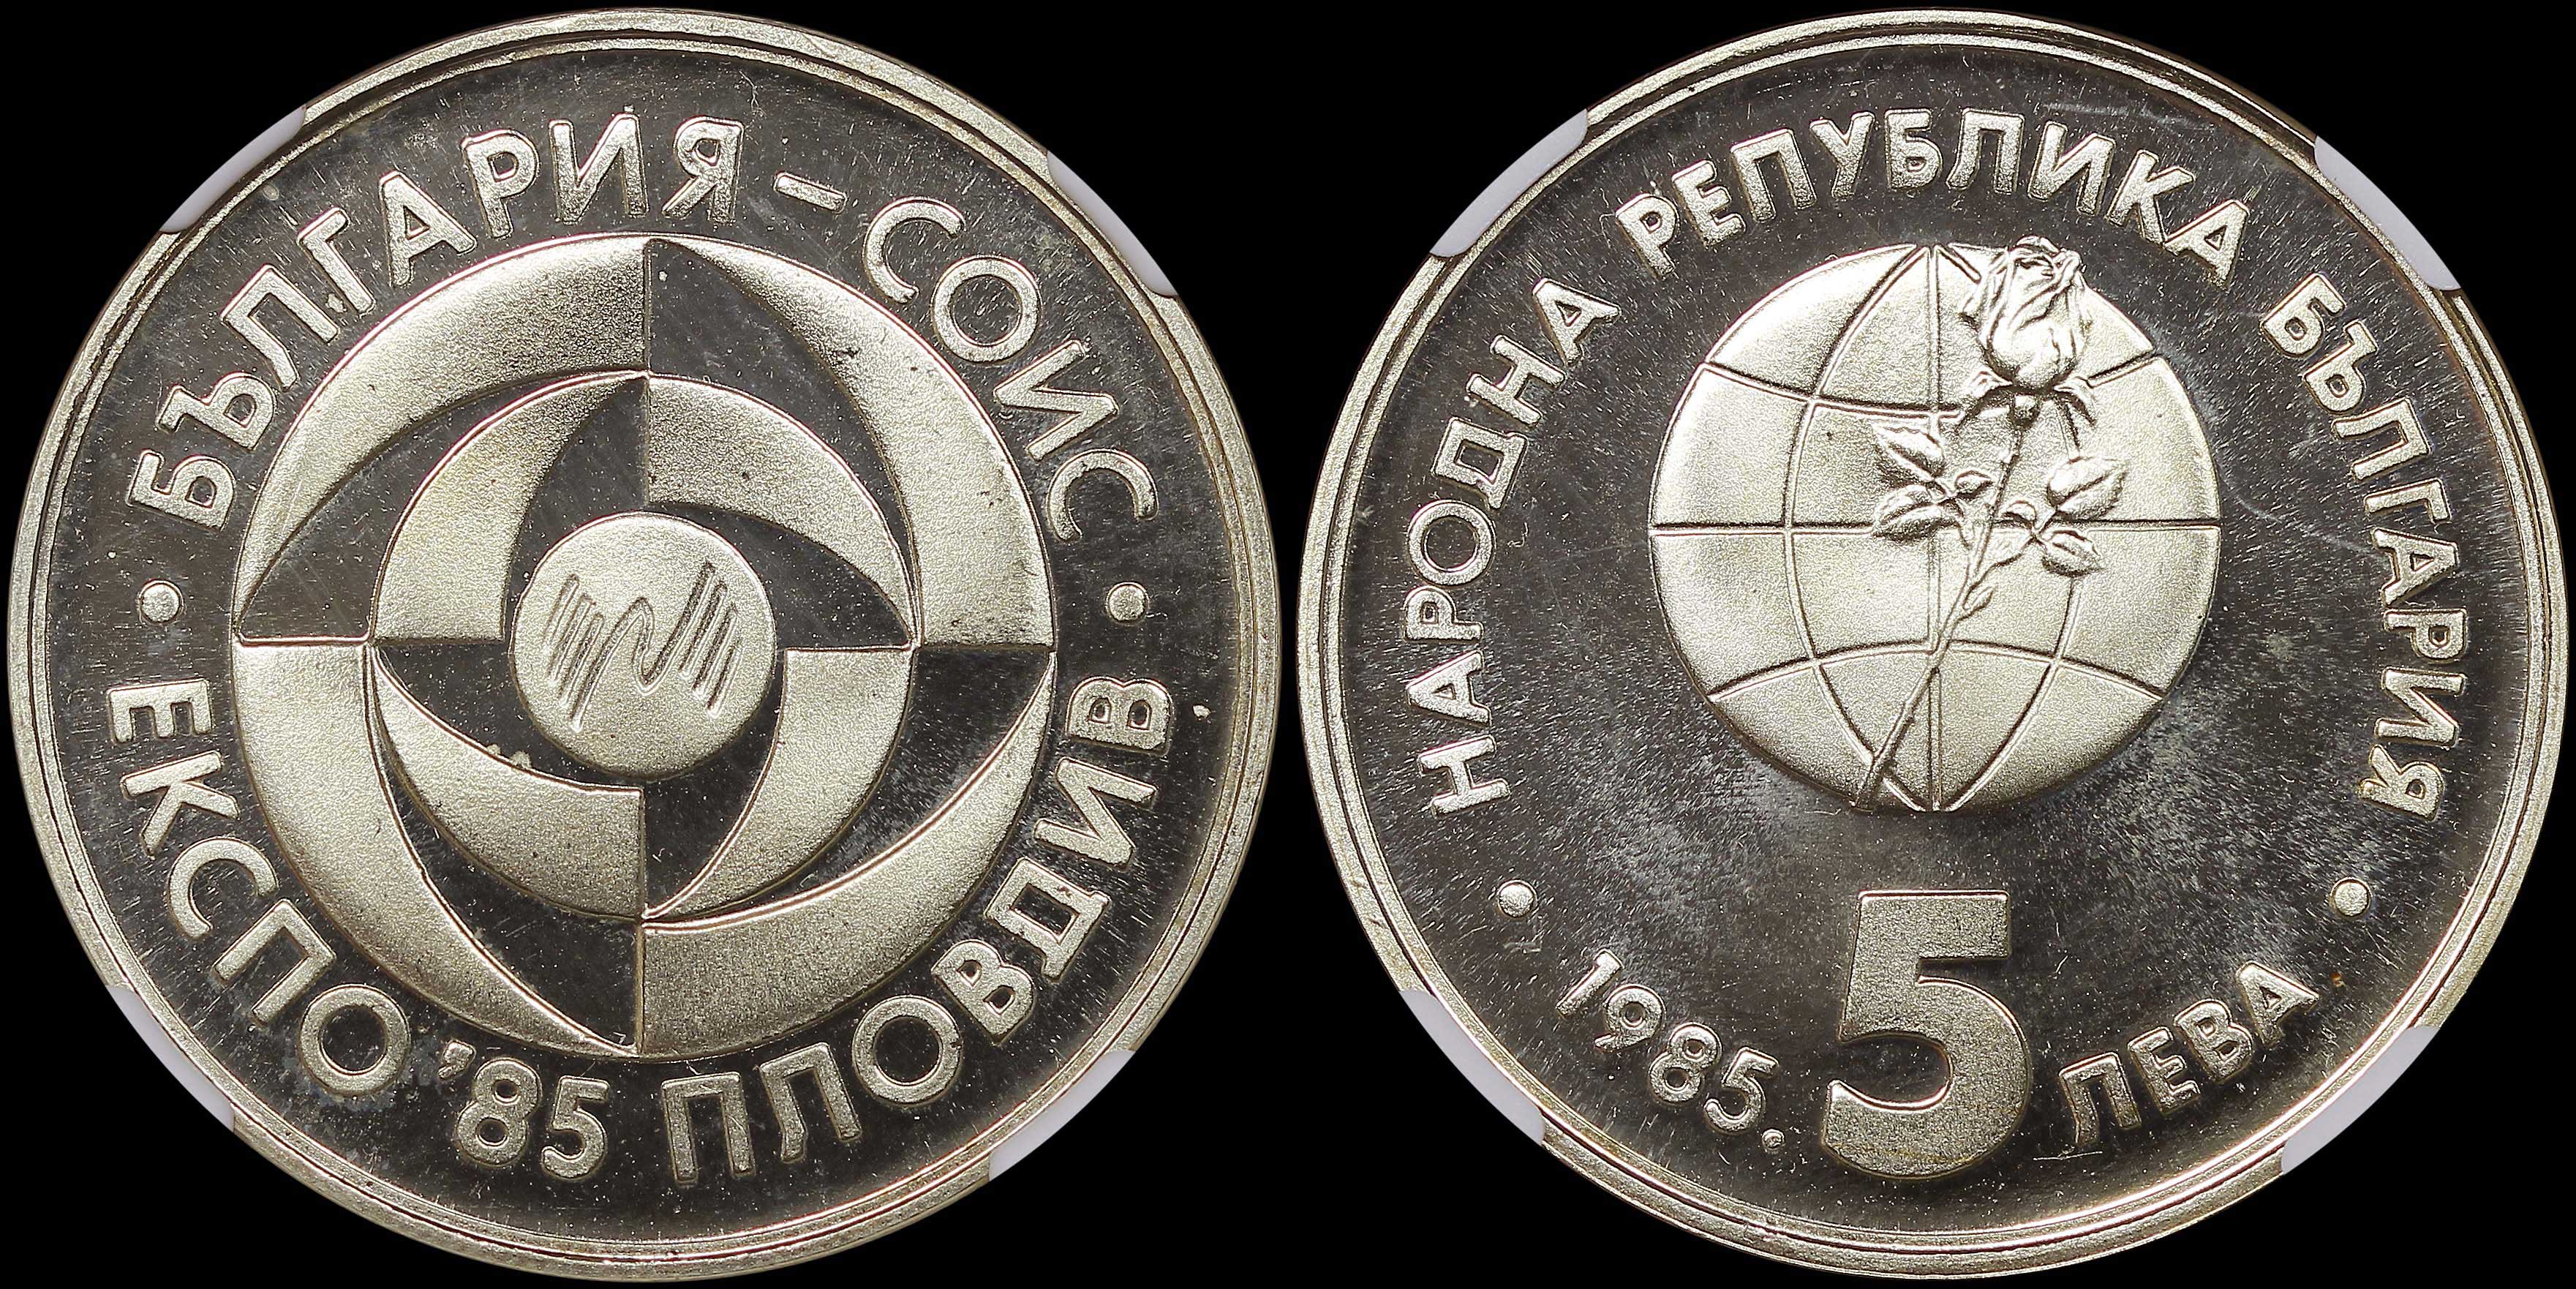 БЪЛГАРИЯ-СОИС
• ЕКСПО '85 ПЛОВДИВ •
НАРОДНА РЕПУБЛИКА БЪЛГАРИЯ
• 1985. 5 ЛЕВА •